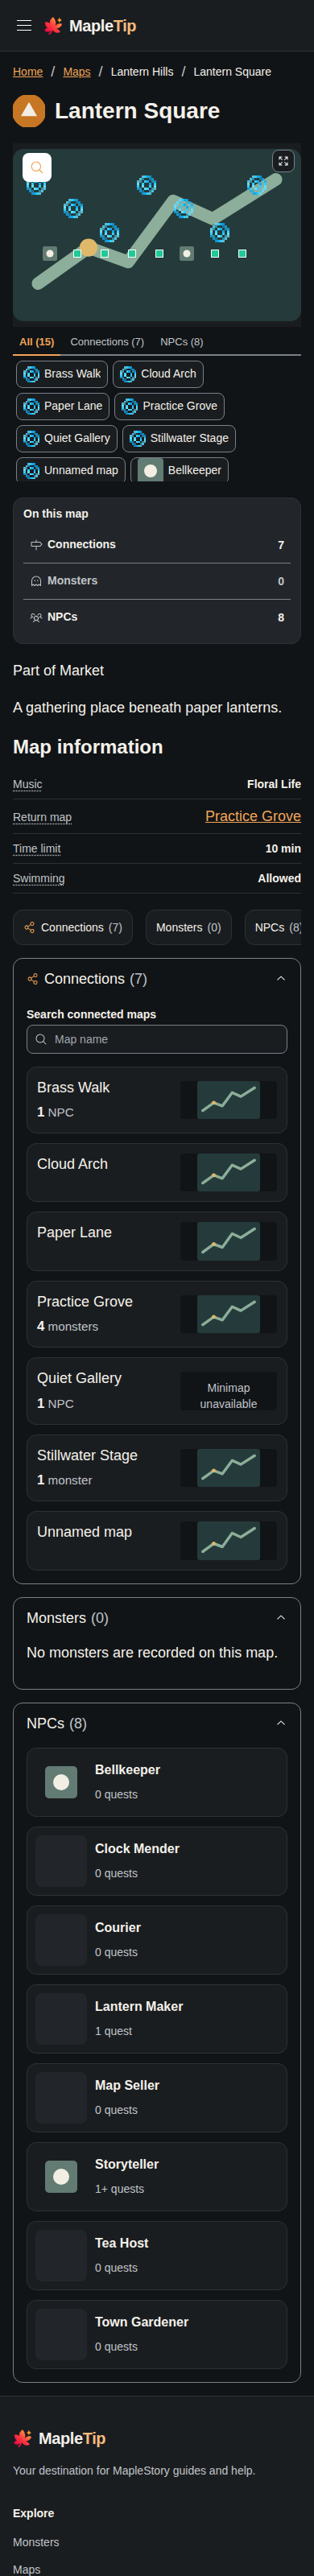 MapleTip
Home / Maps / Lantern Hills / Lantern Square
Lantern Square
All (15) Connections (7) NPCs (8)
Brass Walk Cloud Arch
Paper Lane Practice Grove
Quiet Gallery Stillwater Stage
Unnamed map Bellkeeper
On this map
Connections 7
Monsters 0
NPCs 8
Part of Market
A gathering place beneath paper lanterns.
Map information
Music Floral Life
Return map Practice Grove
Time limit 10 min
Swimming Allowed
Connections (7) Monsters (0) NPCs (8)
Connections (7)
Search connected maps
Map name
Brass Walk
1 NPC
Cloud Arch
Paper Lane
Practice Grove
4 monsters
Quiet Gallery
1 NPC
Minimap
unavailable
Stillwater Stage
1 monster
Unnamed map
Monsters (0)
No monsters are recorded on this map.
NPCs (8)
Bellkeeper
0 quests
Clock Mender
0 quests
Courier
0 quests
Lantern Maker
1 quest
Map Seller
0 quests
Storyteller
1+ quests
Tea Host
0 quests
Town Gardener
0 quests
MapleTip
Your destination for MapleStory guides and help.
Explore
Monsters
Maps